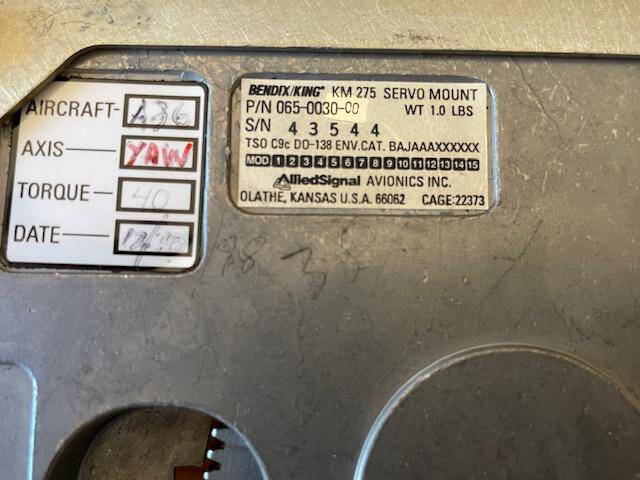 AIRCRAFT- A36
AXIS YAW
TORQUE - 40
DATE
BENDIX/KING® KM 275 SERVO MOUNT
P/N 065-0030-00 WT 1.0 LBS
S/N 43544
TSO C9c DO-138 ENV.CAT. BAJAAAXXXXXX
MOD 1 2 3 4 5 6 7 8 9 10 11 12 13 14 15
AlliedSignal AVIONICS INC.
OLATHE, KANSAS U.S.A. 66062 CAGE:22373